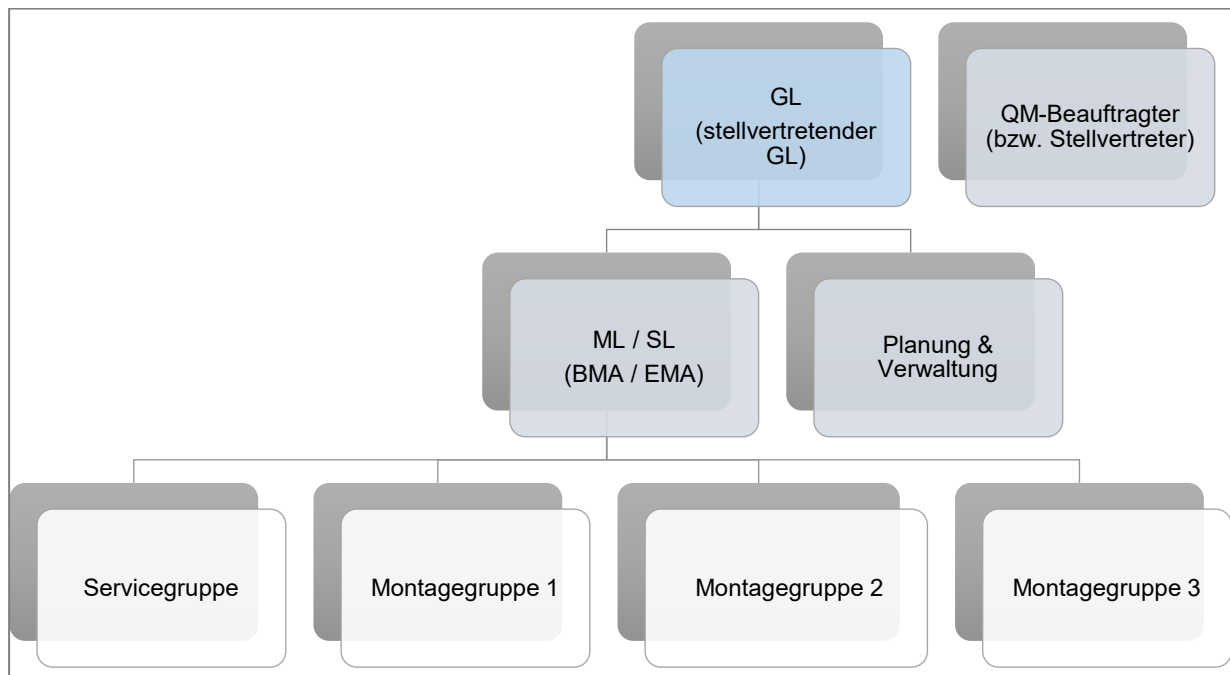 GL
(stellvertretender
GL)
QM-Beauftragter
(bzw. Stellvertreter)
ML / SL
(BMA / EMA)
Planung &
Verwaltung
Servicegruppe
Montagegruppe 1
Montagegruppe 2
Montagegruppe 3